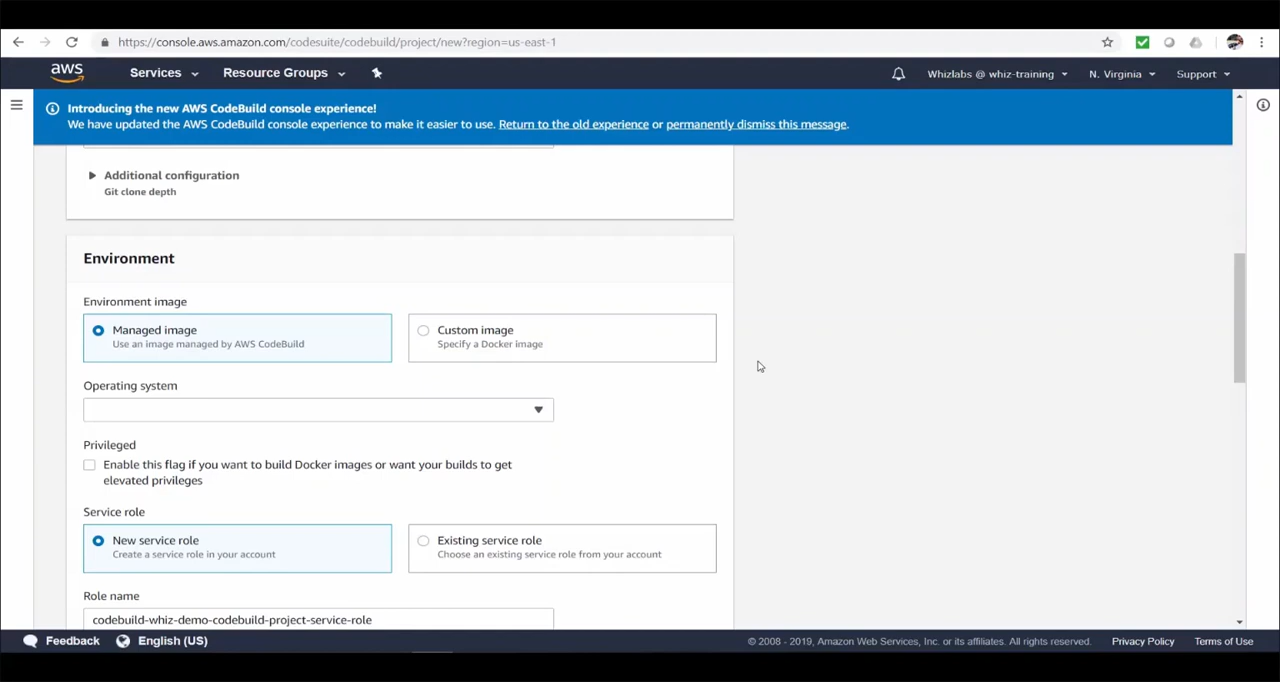 https://console.aws.amazon.com/codesuite/codebuild/project/new?region=us-east-1
aws
Services
Resource Groups
Whizlabs @ whiz-training
N. Virginia
Support
Introducing the new AWS CodeBuild console experience!
We have updated the AWS CodeBuild console experience to make it easier to use. Return to the old experience or permanently dismiss this message.
Additional configuration
Git clone depth
Environment
Environment image
Managed image
Use an image managed by AWS CodeBuild
Custom image
Specify a Docker image
Operating system
Privileged
Enable this flag if you want to build Docker images or want your builds to get
elevated privileges
Service role
New service role
Create a service role in your account
Existing service role
Choose an existing service role from your account
Role name
codebuild-whiz-demo-codebuild-project-service-role
Feedback
English (US)
© 2008 - 2019, Amazon Web Services, Inc. or its affiliates. All rights reserved.
Privacy Policy
Terms of Use